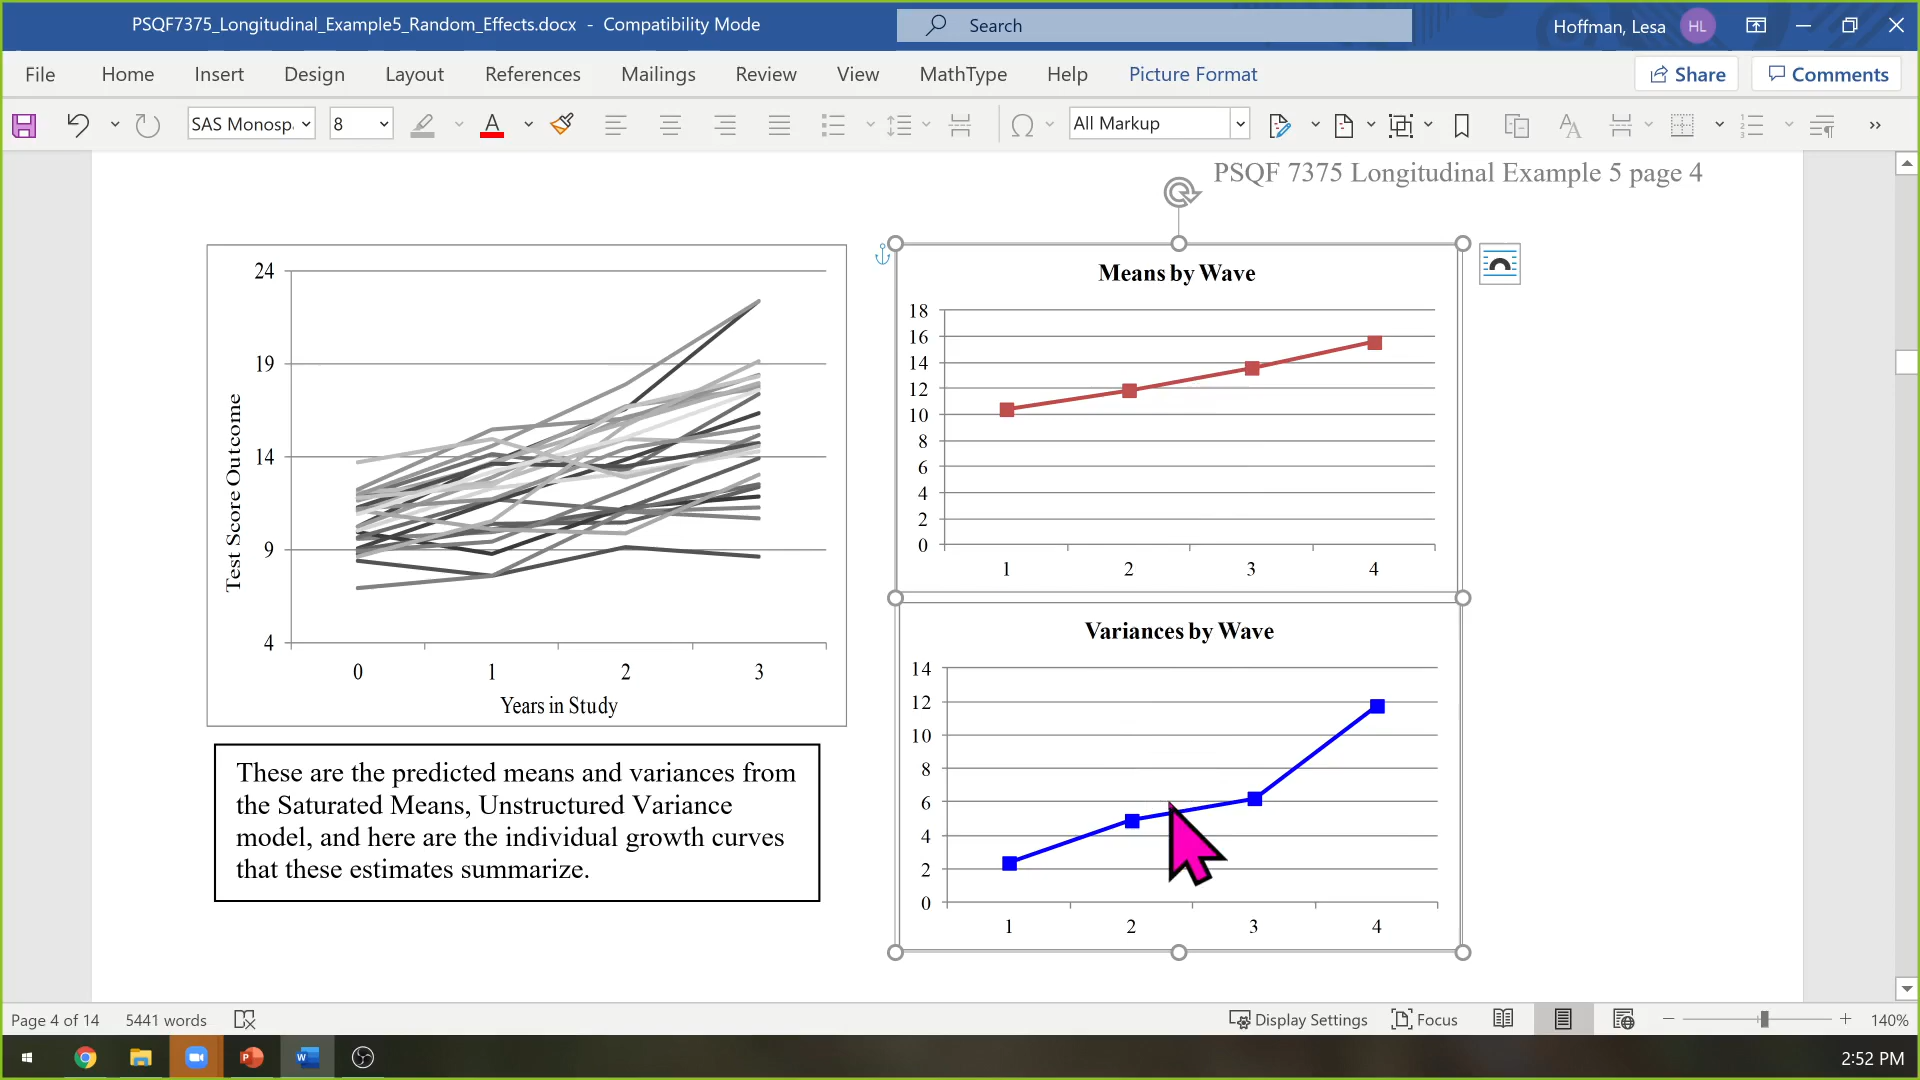 PSQF7375_Longitudinal_Example5_Random_Effects.docx - Compatibility Mode
Search
Hoffman, Lesa
HL
File Home Insert Design Layout References Mailings Review View MathType Help Picture Format
Share
Comments
SAS Monosp
8
All Markup
PSQF 7375 Longitudinal Example 5 page 4
24
19
14
9
4
Test Score Outcome
0 1 2 3
Years in Study
Means by Wave
18
16
14
12
10
8
6
4
2
0
1 2 3 4
Variances by Wave
14
12
10
8
6
4
2
0
1 2 3 4
These are the predicted means and variances from
the Saturated Means, Unstructured Variance
model, and here are the individual growth curves
that these estimates summarize.
Page 4 of 14
5441 words
Display Settings
Focus
140%
2:52 PM